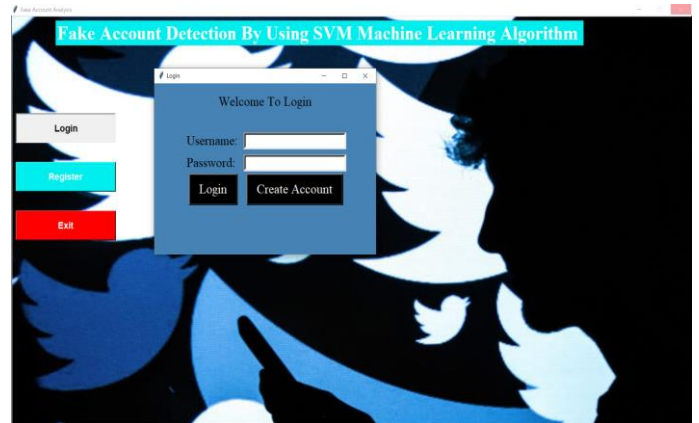 Fake Account Analysis
Fake Account Detection By Using SVM Machine Learning Algorithm
Login
Welcome To Login
Username:
Password:
Login
Create Account
Login
Register
Exit